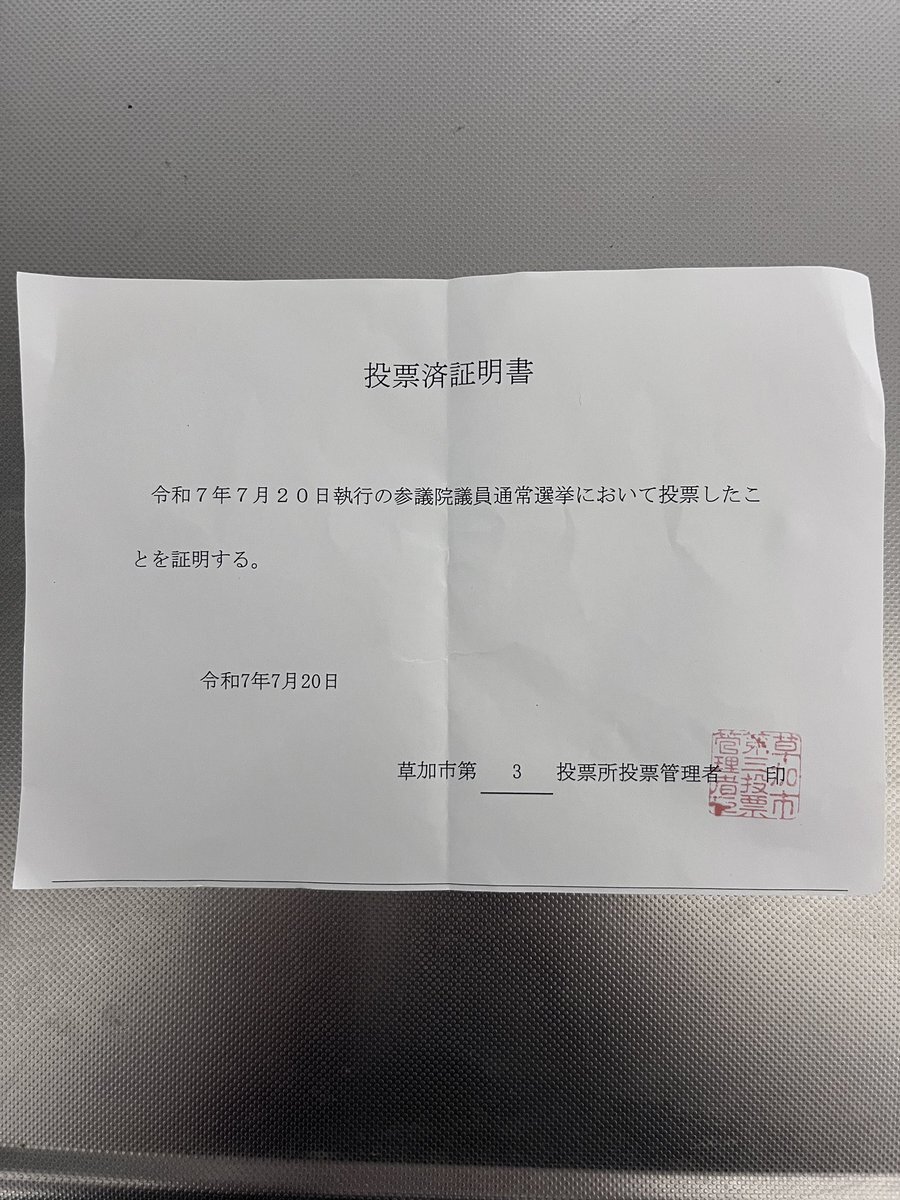 投票済証明書
令和７年７月２０日執行の参議院議員通常選挙において投票したこ
とを証明する。
令和7年7月20日
草加市第 3 投票所投票管理者 印
草加市
第三投票
管理者印